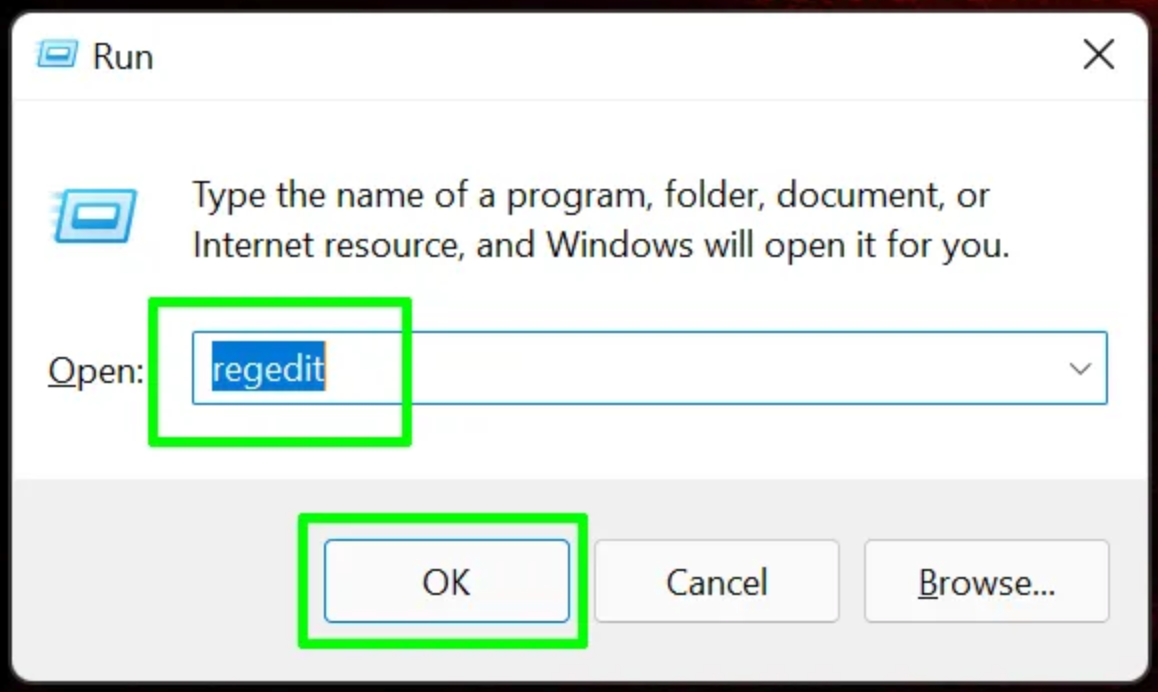 Run
Type the name of a program, folder, document, or
Internet resource, and Windows will open it for you.
Open: regedit
OK Cancel Browse...